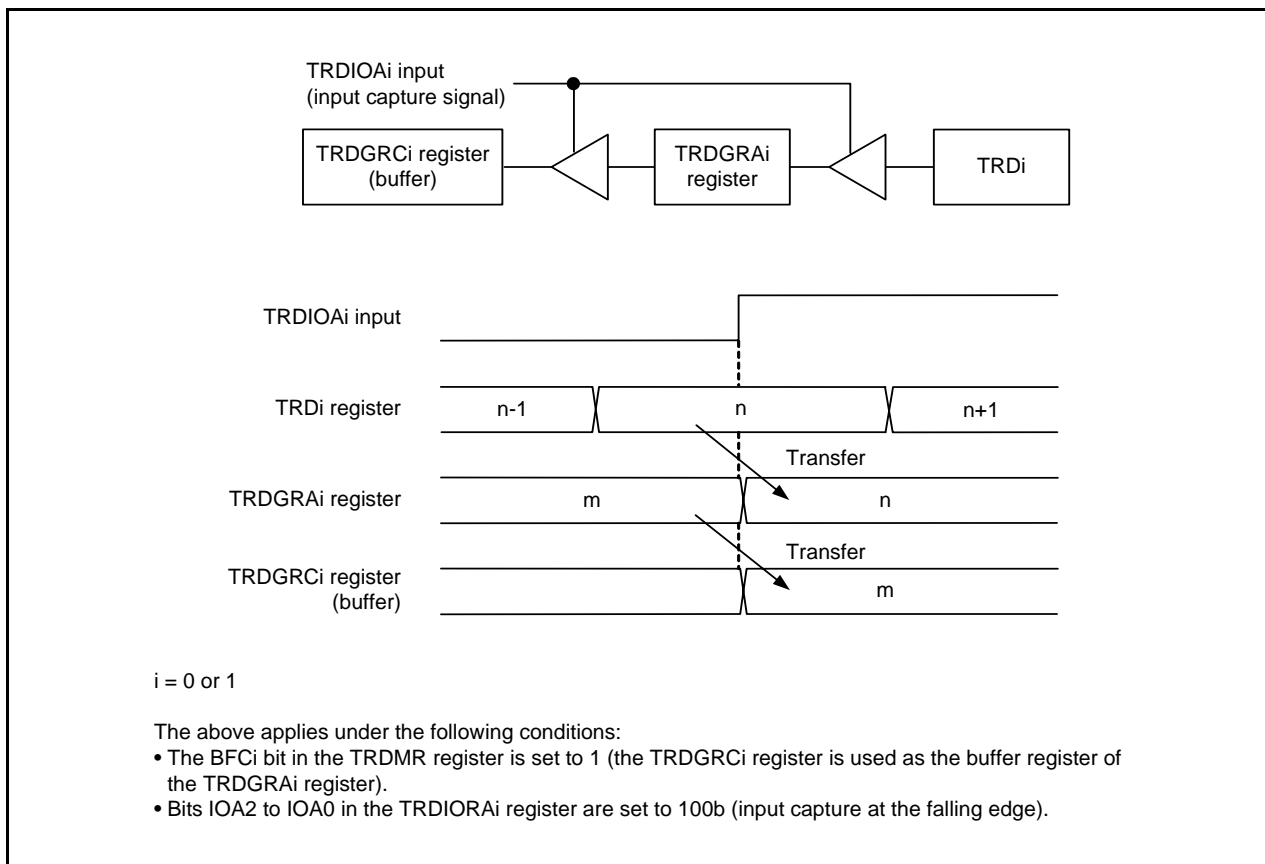 TRDIOAi input
(input capture signal)
TRDGRCi register
(buffer)
TRDGRAi
register
TRDi
TRDIOAi input
TRDi register
n-1
n
n+1
Transfer
TRDGRAi register
m
n
Transfer
TRDGRCi register
(buffer)
m
i = 0 or 1
The above applies under the following conditions:
• The BFCi bit in the TRDMR register is set to 1 (the TRDGRCi register is used as the buffer register of
the TRDGRAi register).
• Bits IOA2 to IOA0 in the TRDIORAi register are set to 100b (input capture at the falling edge).